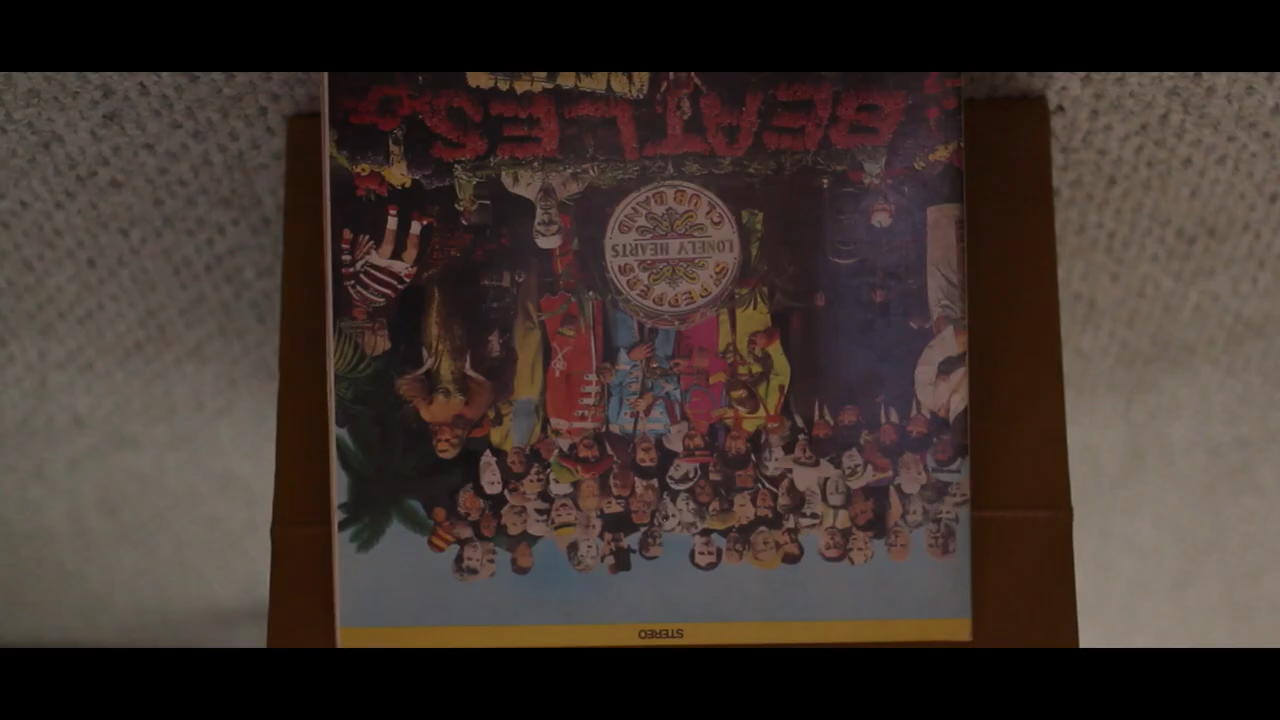 STEREO
SGT. PEPPERS
LONELY HEARTS
CLUB BAND
BEATLES